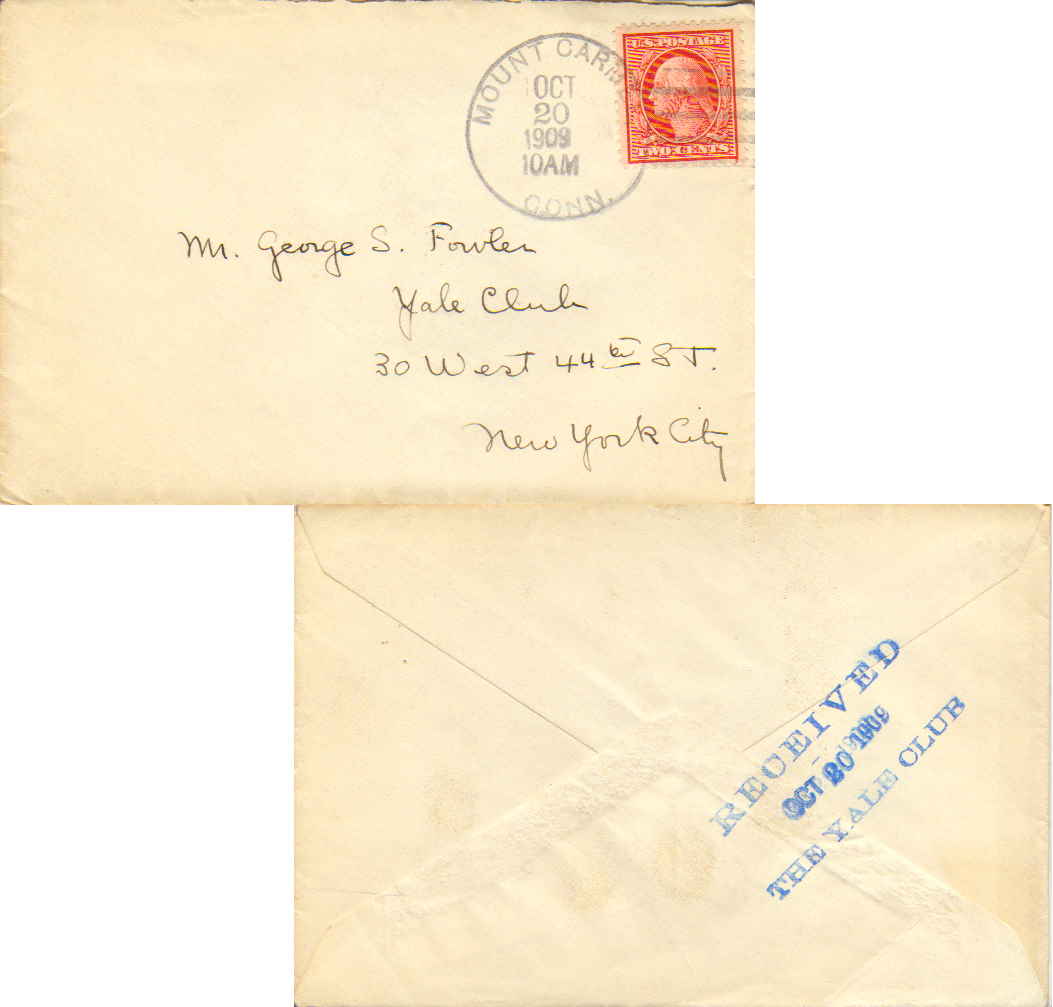 MOUNT CARM
OCT
20
1909
10AM
CONN.
U.S. POSTAGE
TWO CENTS
Mr. George S. Fowler
Yale Club
30 West 44th St.
New York City
RECEIVED
OCT 20 1909
THE YALE CLUB